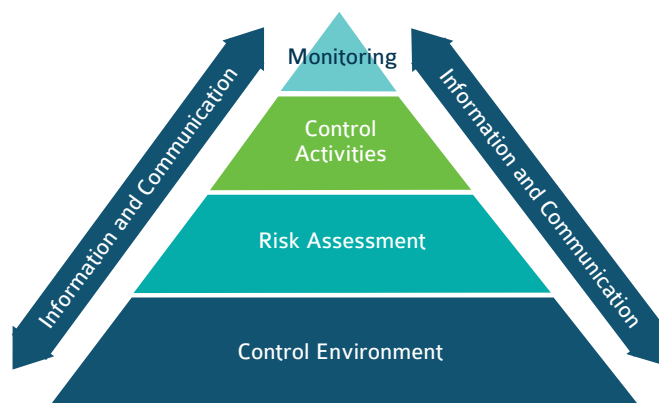 Monitoring
Information and Communication
Information and Communication
Control
Activities
Risk Assessment
Control Environment